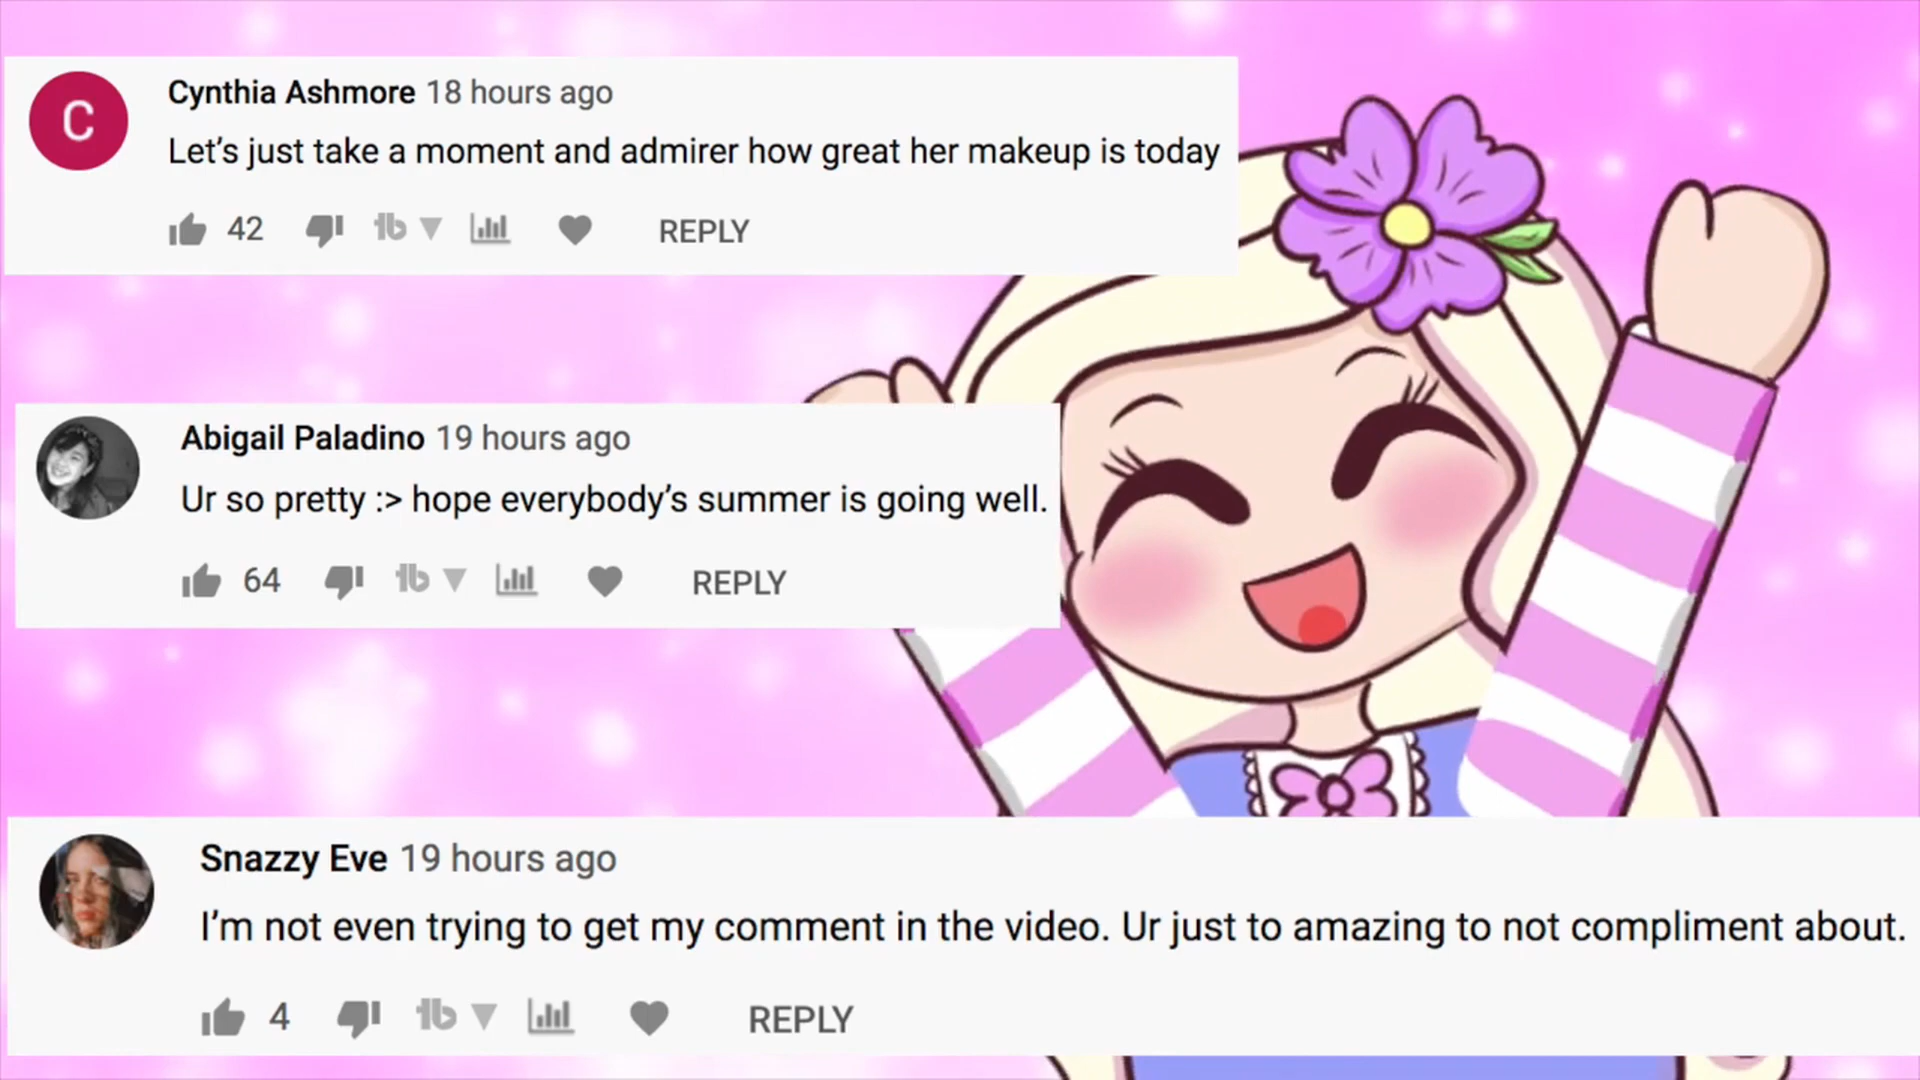 C
Cynthia Ashmore 18 hours ago
Let's just take a moment and admirer how great her makeup is today
42 REPLY
Abigail Paladino 19 hours ago
Ur so pretty :> hope everybody's summer is going well.
64 REPLY
Snazzy Eve 19 hours ago
I'm not even trying to get my comment in the video. Ur just to amazing to not compliment about.
4 REPLY